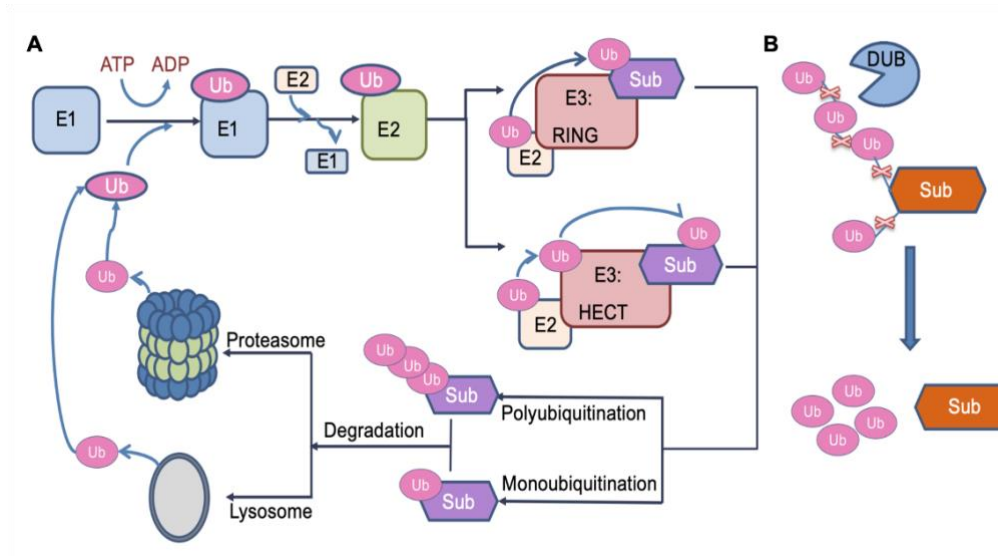 A
B
ATP ADP
DUB
Ub
Ub
Ub
E2
Ub
Sub
E1
E1
E2
E3:
RING
Ub
E2
E1
Ub
Ub
Sub
Ub
Ub
Ub
Ub
Ub
E3:
Sub
Ub
HECT
E2
Proteasome
Ub
Ub
Ub
Sub
Polyubiquitination
Degradation
Ub
Ub
Ub
Ub
Sub
Ub
Ub
Sub
Monoubiquitination
Lysosome